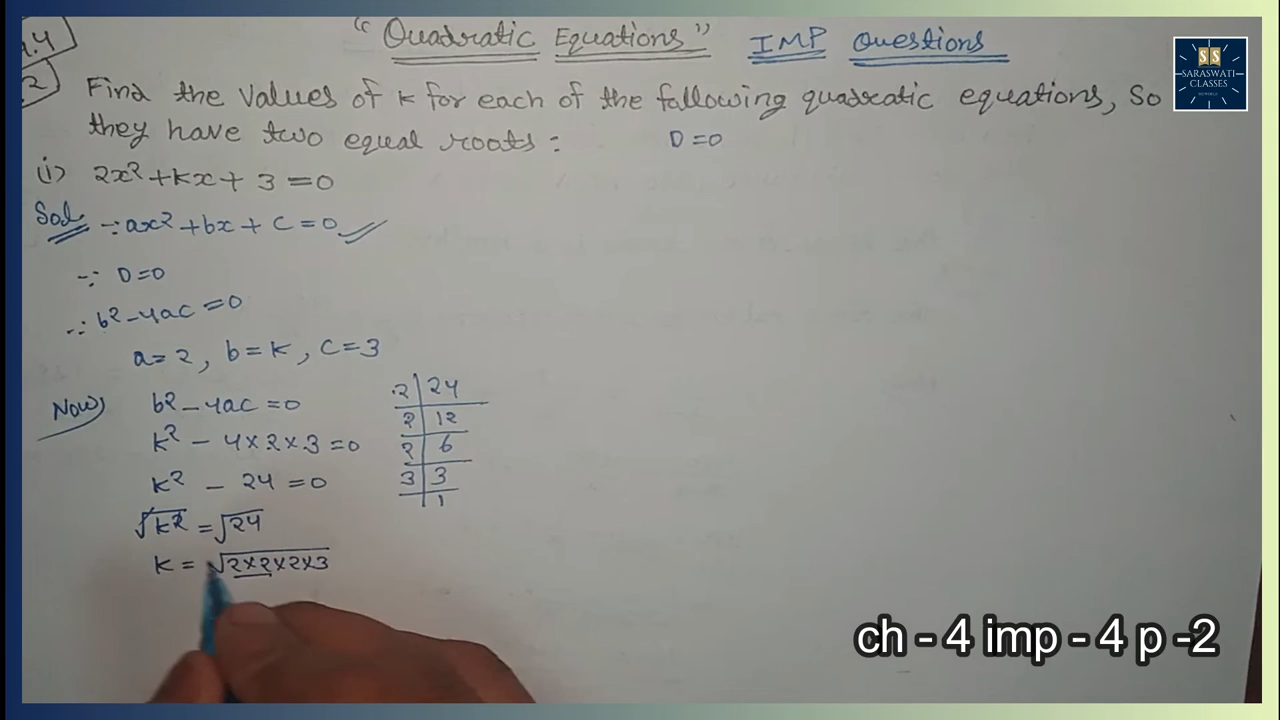 "Quadratic Equations" IMP Questions
SS
SARASWATI
CLASSES
Find the values of k for each of the following quadratic equations, So
they have two equal roots: D=0
(i) 2x²+kx+3=0
Sol ∵ax²+bx+c=0
∵ D=0
∴ b²-4ac=0
a=2, b=k, c=3
Now, b²-4ac=0
k²-4×2×3=0
k²-24=0
√k²=√24
k=√2×2×2×3
2 | 24
2 | 12
2 | 6
3 | 3
1
ch - 4 imp - 4 p -2